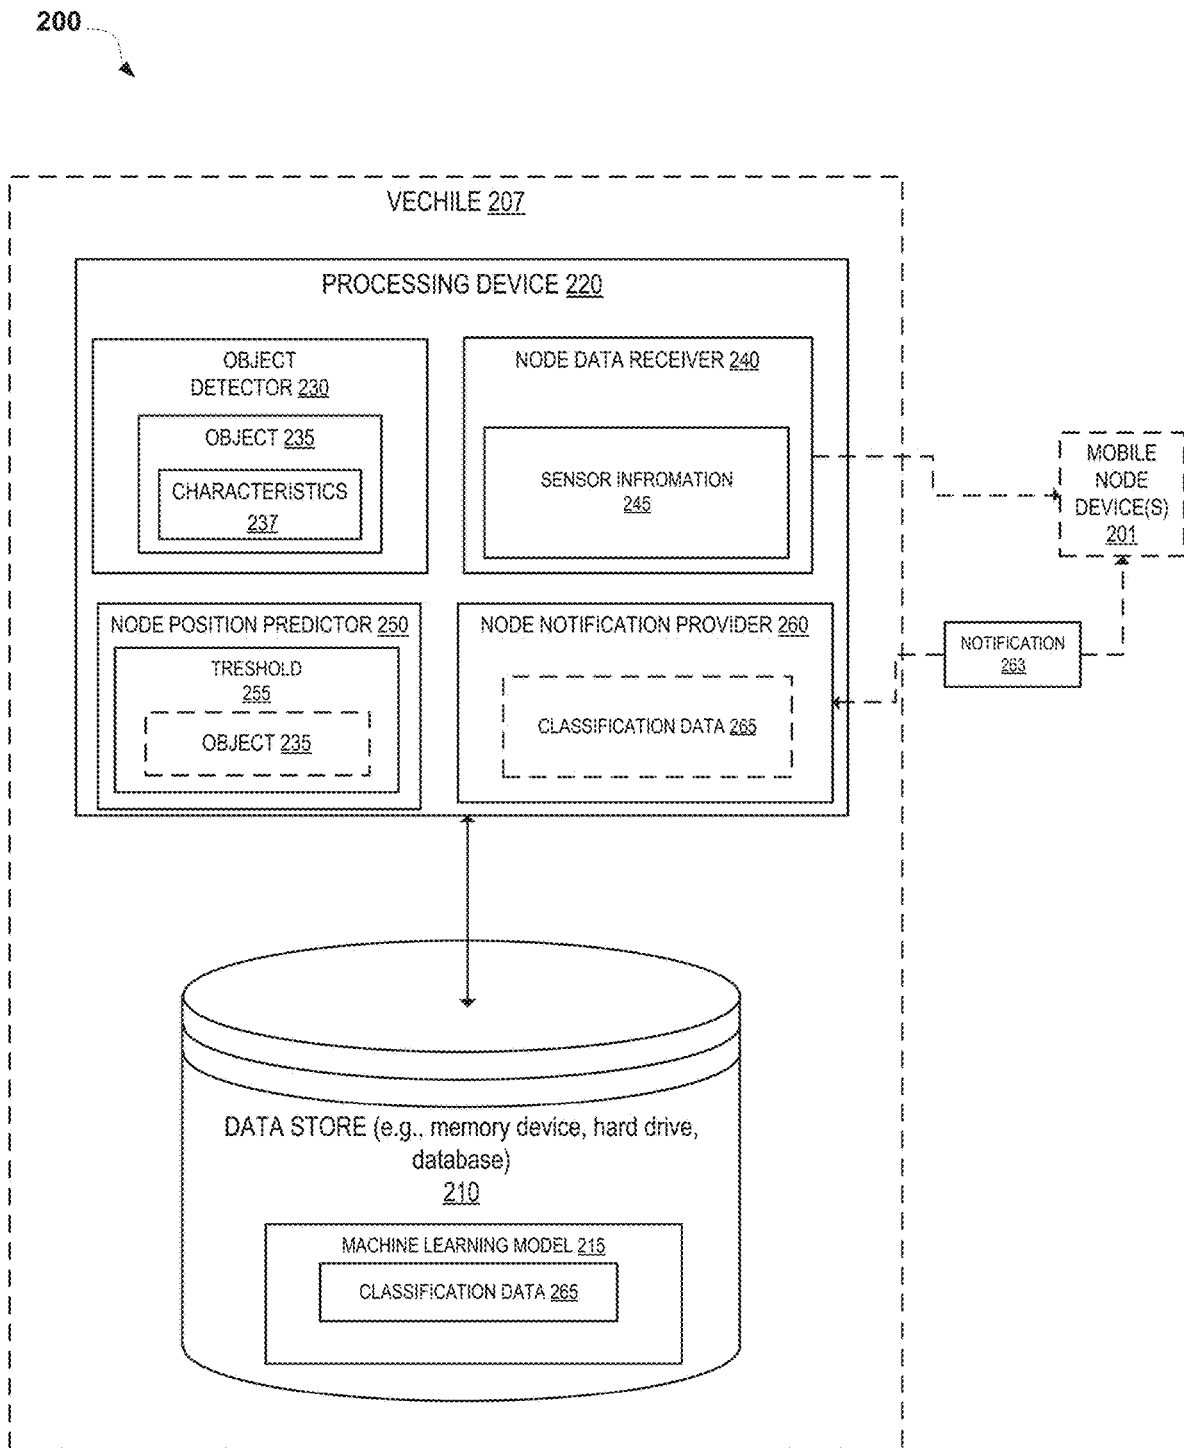 200
VECHILE 207
PROCESSING DEVICE 220
OBJECT
DETECTOR 230
OBJECT 235
CHARACTERISTICS
237
NODE DATA RECEIVER 240
SENSOR INFROMATION
245
MOBILE
NODE
DEVICE(S)
201
NODE POSITION PREDICTOR 250
TRESHOLD
255
OBJECT 235
NODE NOTIFICATION PROVIDER 260
CLASSIFICATION DATA 265
NOTIFICATION
263
DATA STORE (e.g., memory device, hard drive,
database)
210
MACHINE LEARNING MODEL 215
CLASSIFICATION DATA 265